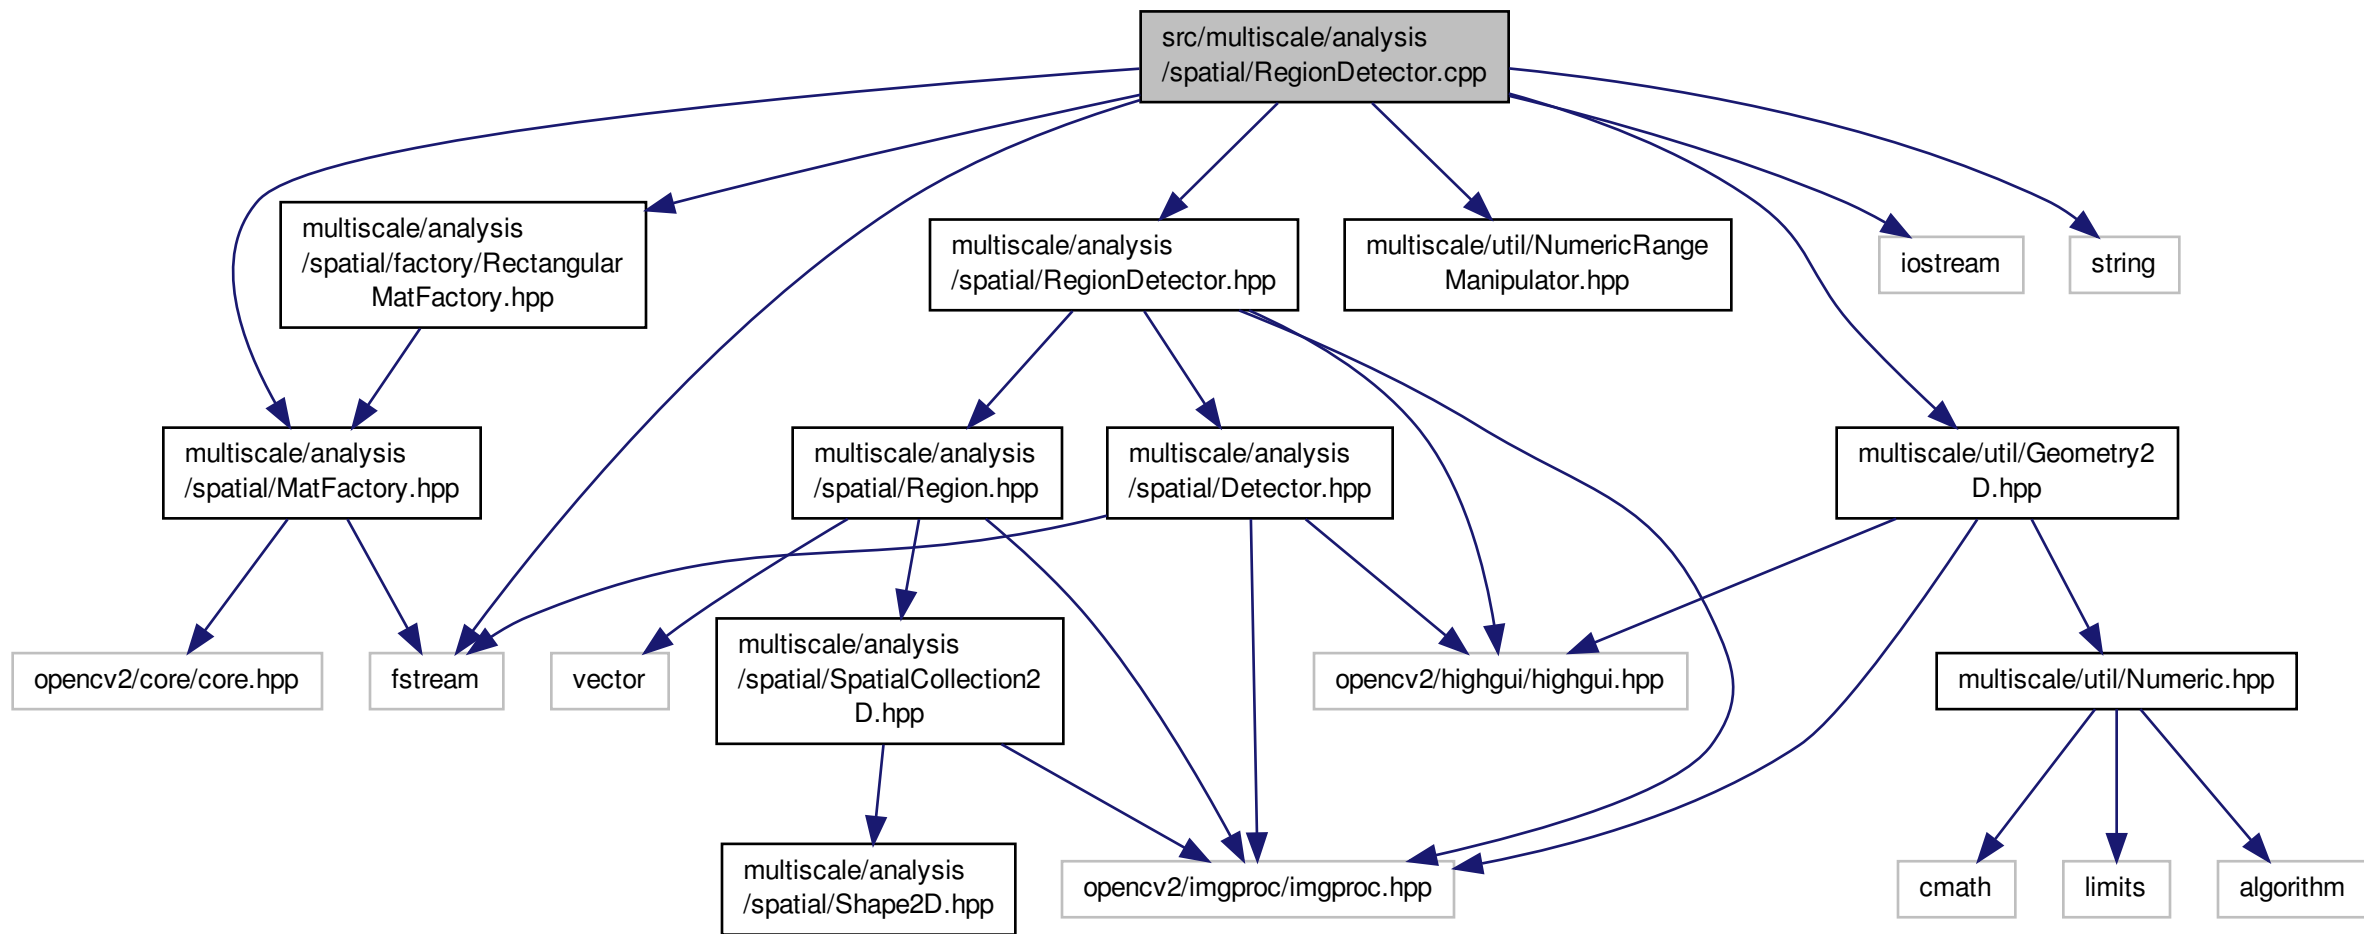 src/multiscale/analysis
/spatial/RegionDetector.cpp
multiscale/analysis
/spatial/factory/Rectangular
MatFactory.hpp
multiscale/analysis
/spatial/RegionDetector.hpp
multiscale/util/NumericRange
Manipulator.hpp
iostream
string
multiscale/analysis
/spatial/MatFactory.hpp
multiscale/analysis
/spatial/Region.hpp
multiscale/analysis
/spatial/Detector.hpp
multiscale/util/Geometry2
D.hpp
opencv2/core/core.hpp
fstream
vector
multiscale/analysis
/spatial/SpatialCollection2
D.hpp
opencv2/highgui/highgui.hpp
multiscale/util/Numeric.hpp
multiscale/analysis
/spatial/Shape2D.hpp
opencv2/imgproc/imgproc.hpp
cmath
limits
algorithm